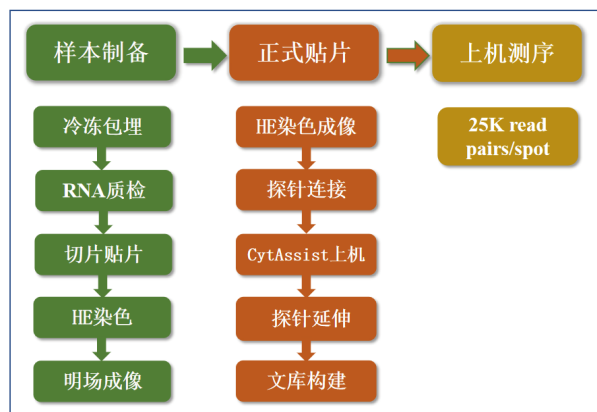 样本制备
正式贴片
上机测序
冷冻包埋
RNA质检
切片贴片
HE染色
明场成像
HE染色成像
探针连接
CytAssist上机
探针延伸
文库构建
25K read
pairs/spot